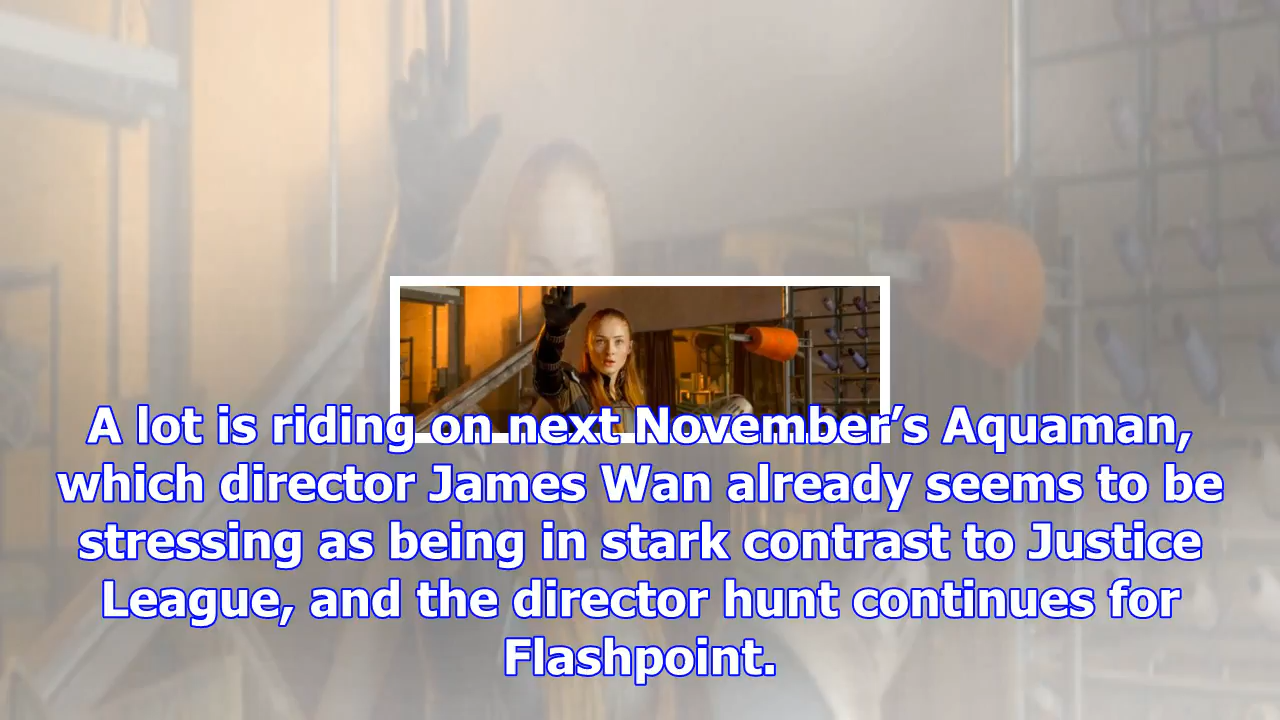 A lot is riding on next November’s Aquaman,
which director James Wan already seems to be
stressing as being in stark contrast to Justice
League, and the director hunt continues for
Flashpoint.